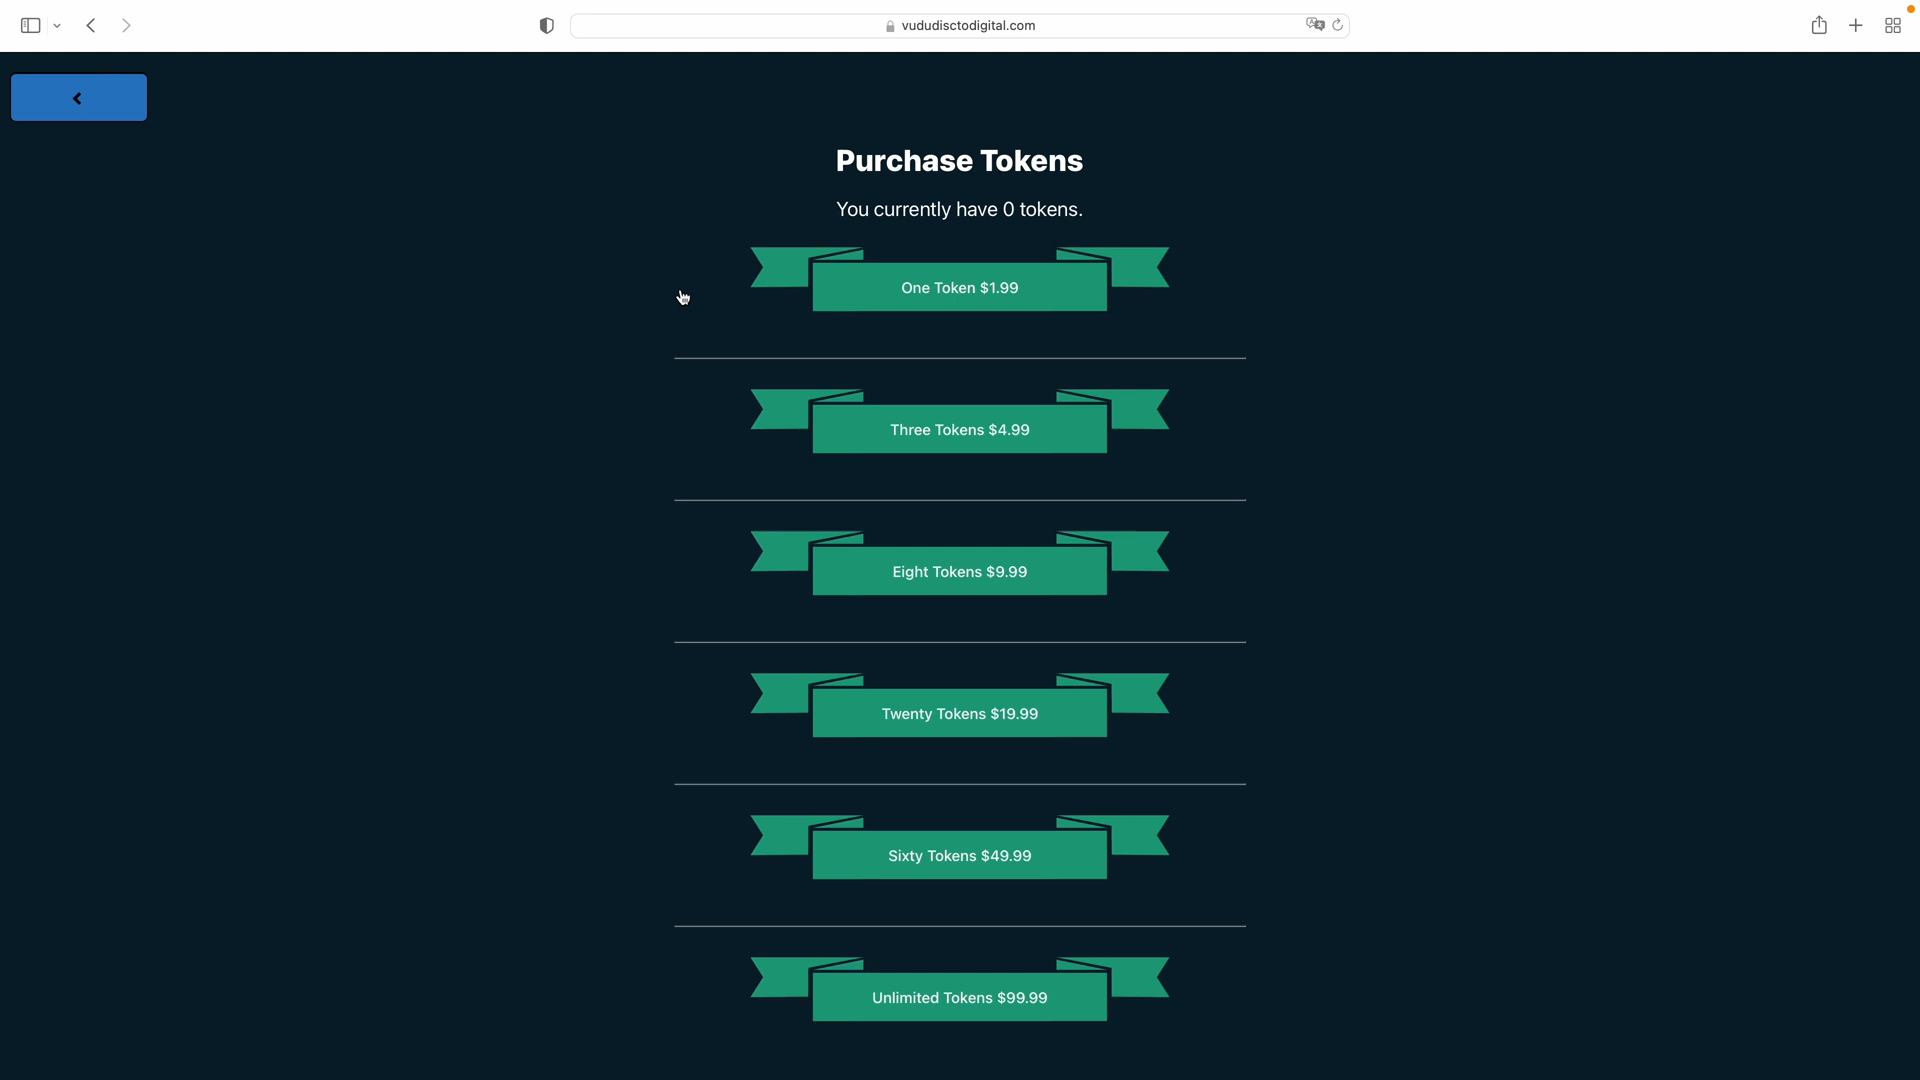 vududisctodigital.com
Purchase Tokens
You currently have 0 tokens.
One Token $1.99
Three Tokens $4.99
Eight Tokens $9.99
Twenty Tokens $19.99
Sixty Tokens $49.99
Unlimited Tokens $99.99